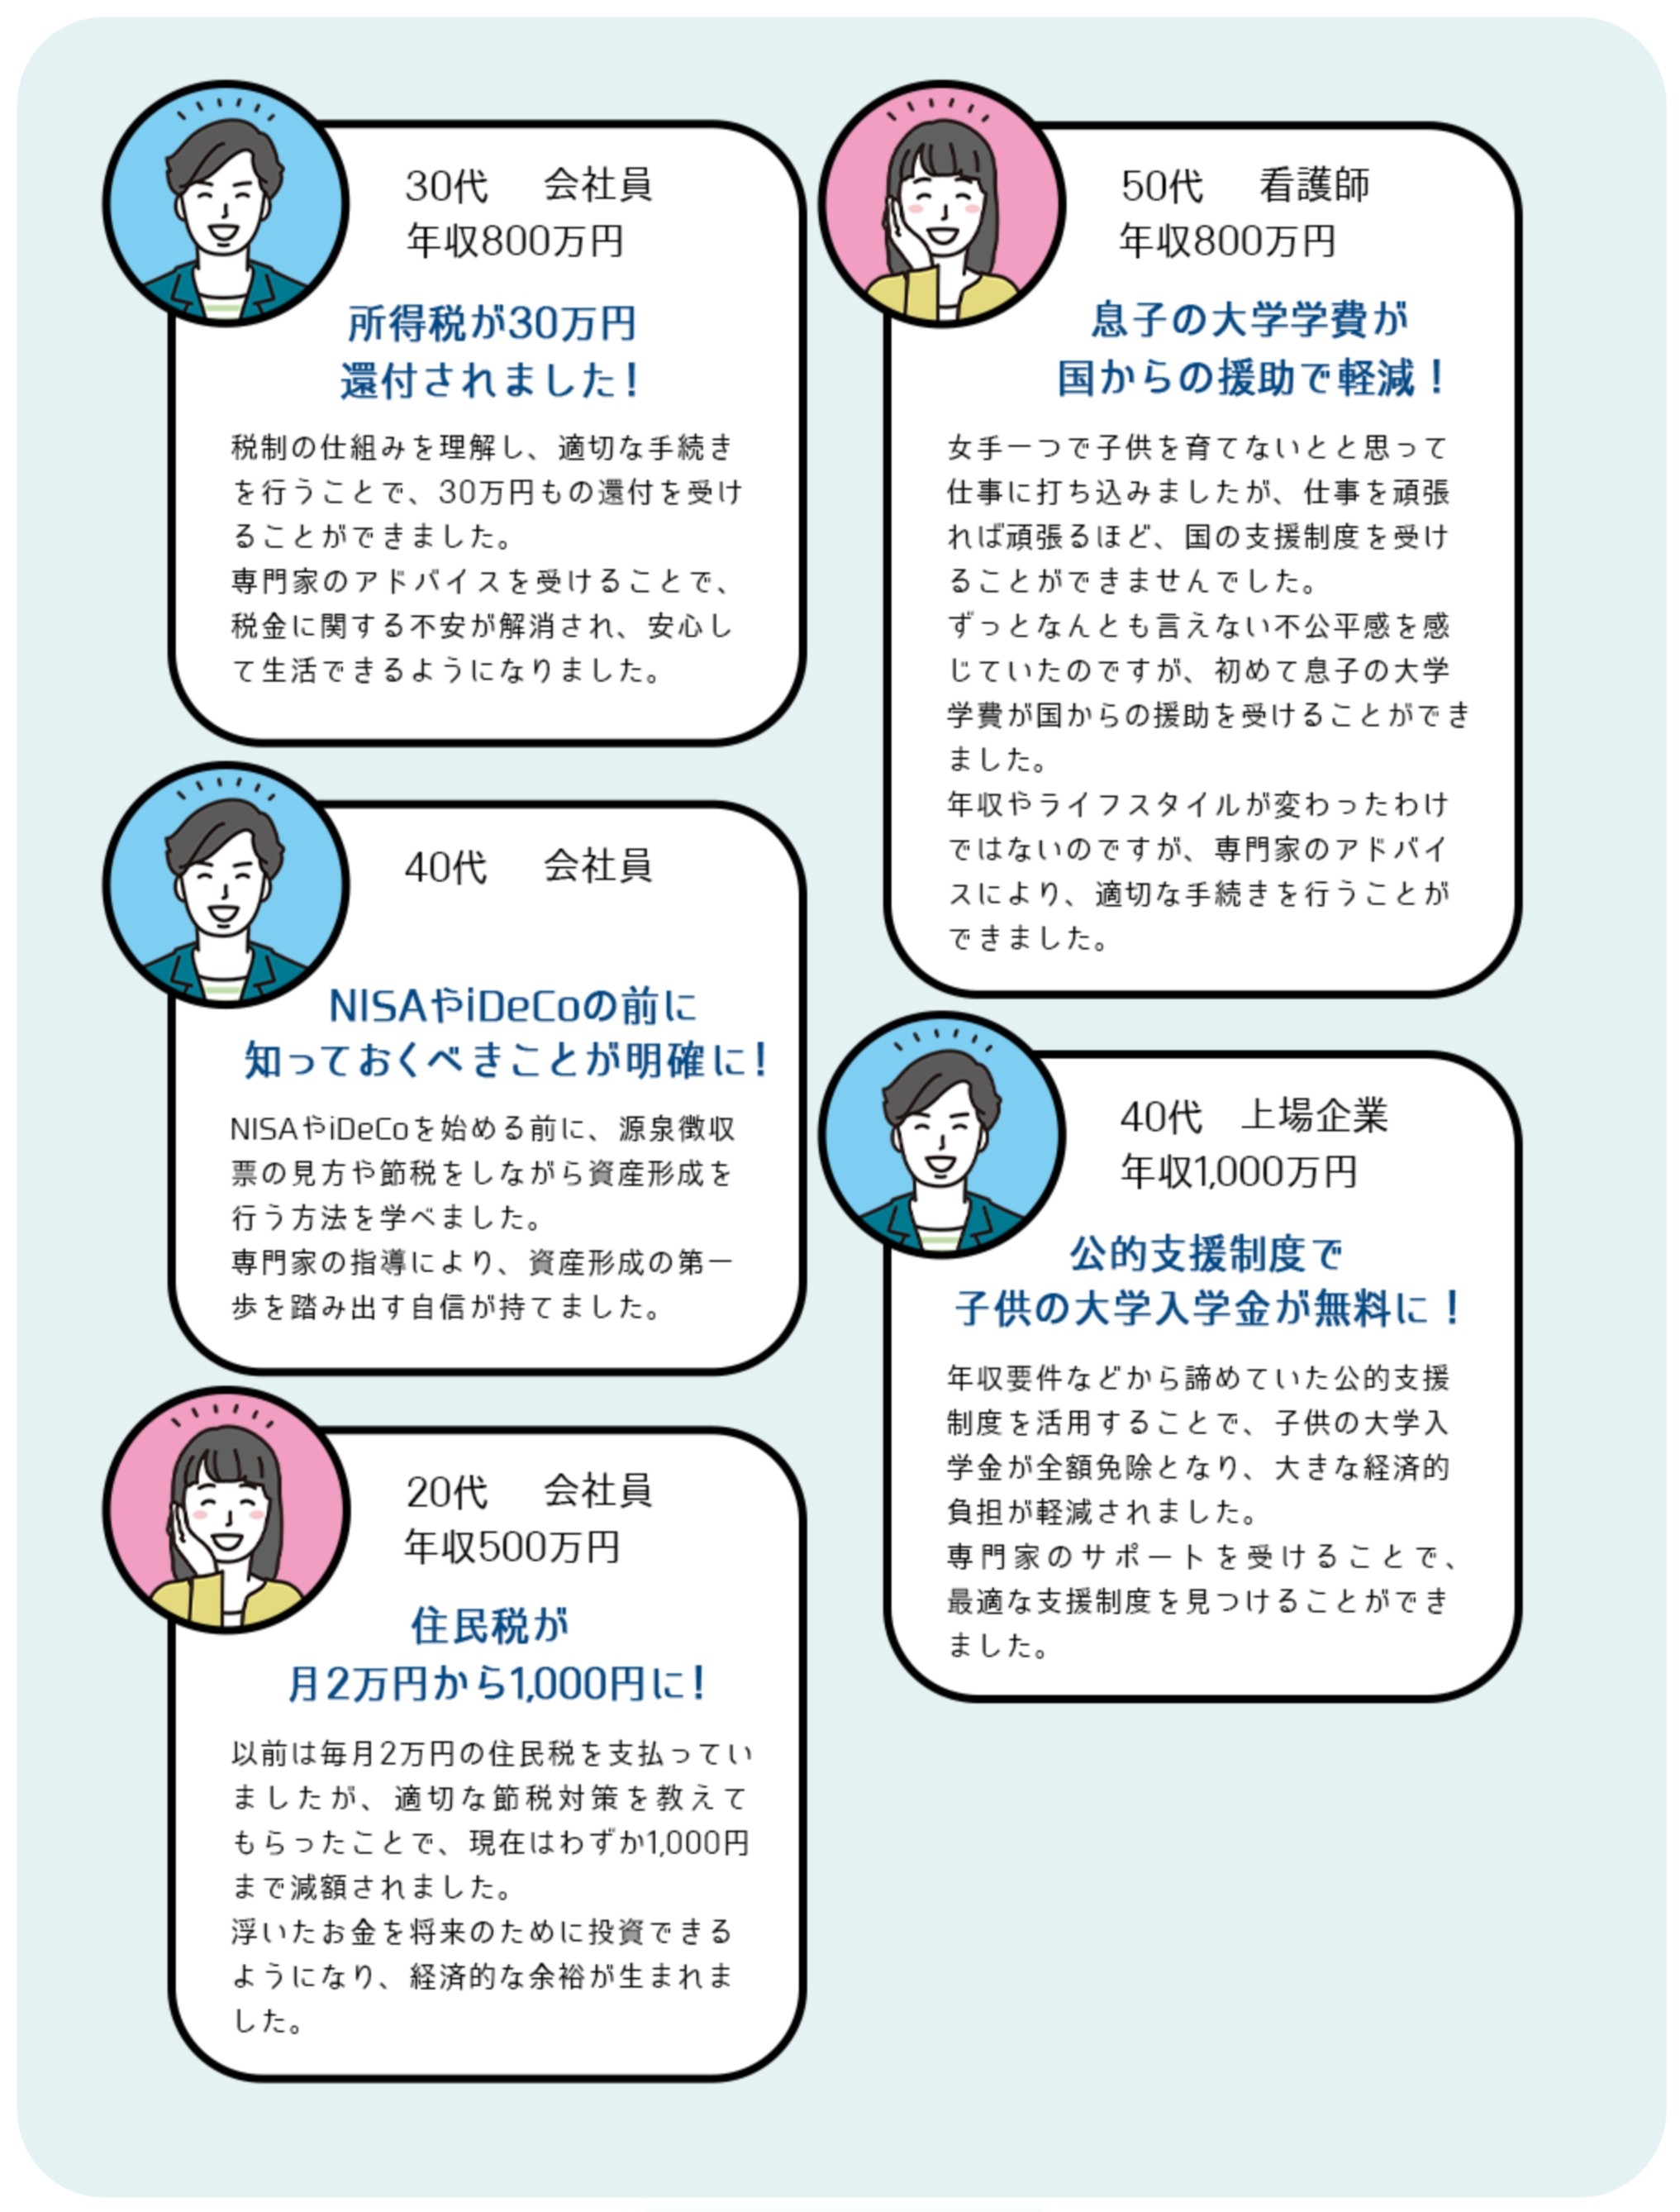 30代 会社員
年収800万円
所得税が30万円
還付されました！
税制の仕組みを理解し、適切な手続き
を行うことで、30万円もの還付を受け
ることができました。
専門家のアドバイスを受けることで、
税金に関する不安が解消され、安心し
て生活できるようになりました。
40代 会社員
NISAやiDeCoの前に
知っておくべきことが明確に！
NISAやiDeCoを始める前に、源泉徴収
票の見方や節税をしながら資産形成を
行う方法を学べました。
専門家の指導により、資産形成の第一
歩を踏み出す自信が持てました。
20代 会社員
年収500万円
住民税が
月2万円から1,000円に！
以前は毎月2万円の住民税を支払ってい
ましたが、適切な節税対策を教えて
もらったことで、現在はわずか1,000円
まで減額されました。
浮いたお金を将来のために投資できる
ようになり、経済的な余裕が生まれま
した。
50代 看護師
年収800万円
息子の大学学費が
国からの援助で軽減！
女手一つで子供を育てないとと思って
仕事に打ち込みましたが、仕事を頑張
れば頑張るほど、国の支援制度を受け
ることができませんでした。
ずっとなんとも言えない不公平感を感
じていたのですが、初めて息子の大学
学費が国からの援助を受けることができ
ました。
年収やライフスタイルが変わったわけ
ではないのですが、専門家のアドバイ
スにより、適切な手続きを行うことが
できました。
40代 上場企業
年収1,000万円
公的支援制度で
子供の大学入学金が無料に！
年収要件などから諦めていた公的支援
制度を活用することで、子供の大学入
学金が全額免除となり、大きな経済的
負担が軽減されました。
専門家のサポートを受けることで、
最適な支援制度を見つけることができ
ました。